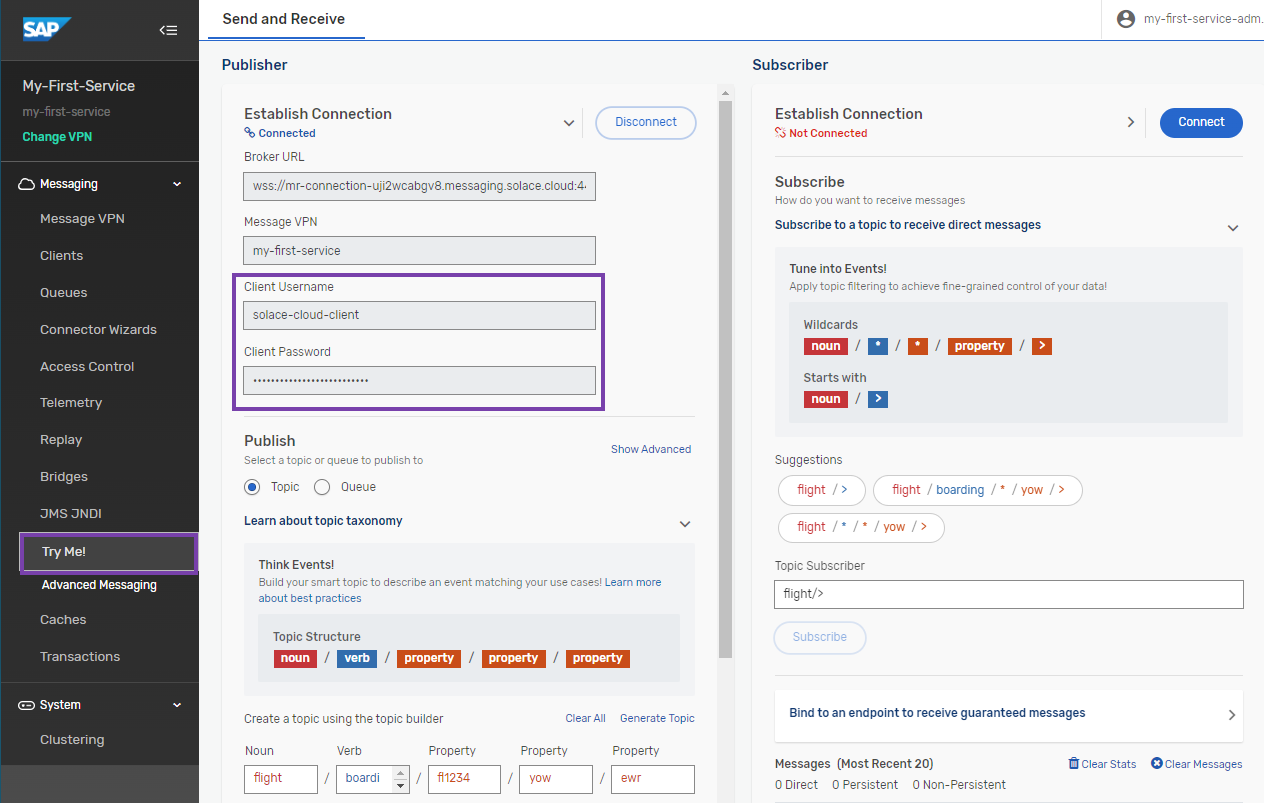 SAP
My-First-Service
my-first-service
Change VPN
Messaging
Message VPN
Clients
Queues
Connector Wizards
Access Control
Telemetry
Replay
Bridges
JMS JNDI
Try Me!
Advanced Messaging
Caches
Transactions
System
Clustering
Send and Receive
my-first-service-adm.
Publisher
Establish Connection
Connected
Disconnect
Broker URL
wss://mr-connection-uji2wcabgv8.messaging.solace.cloud:4
Message VPN
my-first-service
Client Username
solace-cloud-client
Client Password
Publish
Show Advanced
Select a topic or queue to publish to
Topic Queue
Learn about topic taxonomy
Think Events!
Build your smart topic to describe an event matching your use cases! Learn more
about best practices
Topic Structure
noun / verb / property / property / property
Create a topic using the topic builder Clear All Generate Topic
Noun Verb Property Property Property
flight / boardi / fl1234 / yow / ewr
Subscriber
Establish Connection
Not Connected
Connect
Subscribe
How do you want to receive messages
Subscribe to a topic to receive direct messages
Tune into Events!
Apply topic filtering to achieve fine-grained control of your data!
Wildcards
noun / * / * / property / >
Starts with
noun / >
Suggestions
flight / >
flight / boarding / * / yow / >
flight / * / * / yow / >
Topic Subscriber
flight/>
Subscribe
Bind to an endpoint to receive guaranteed messages
Messages (Most Recent 20) Clear Stats Clear Messages
0 Direct 0 Persistent 0 Non-Persistent